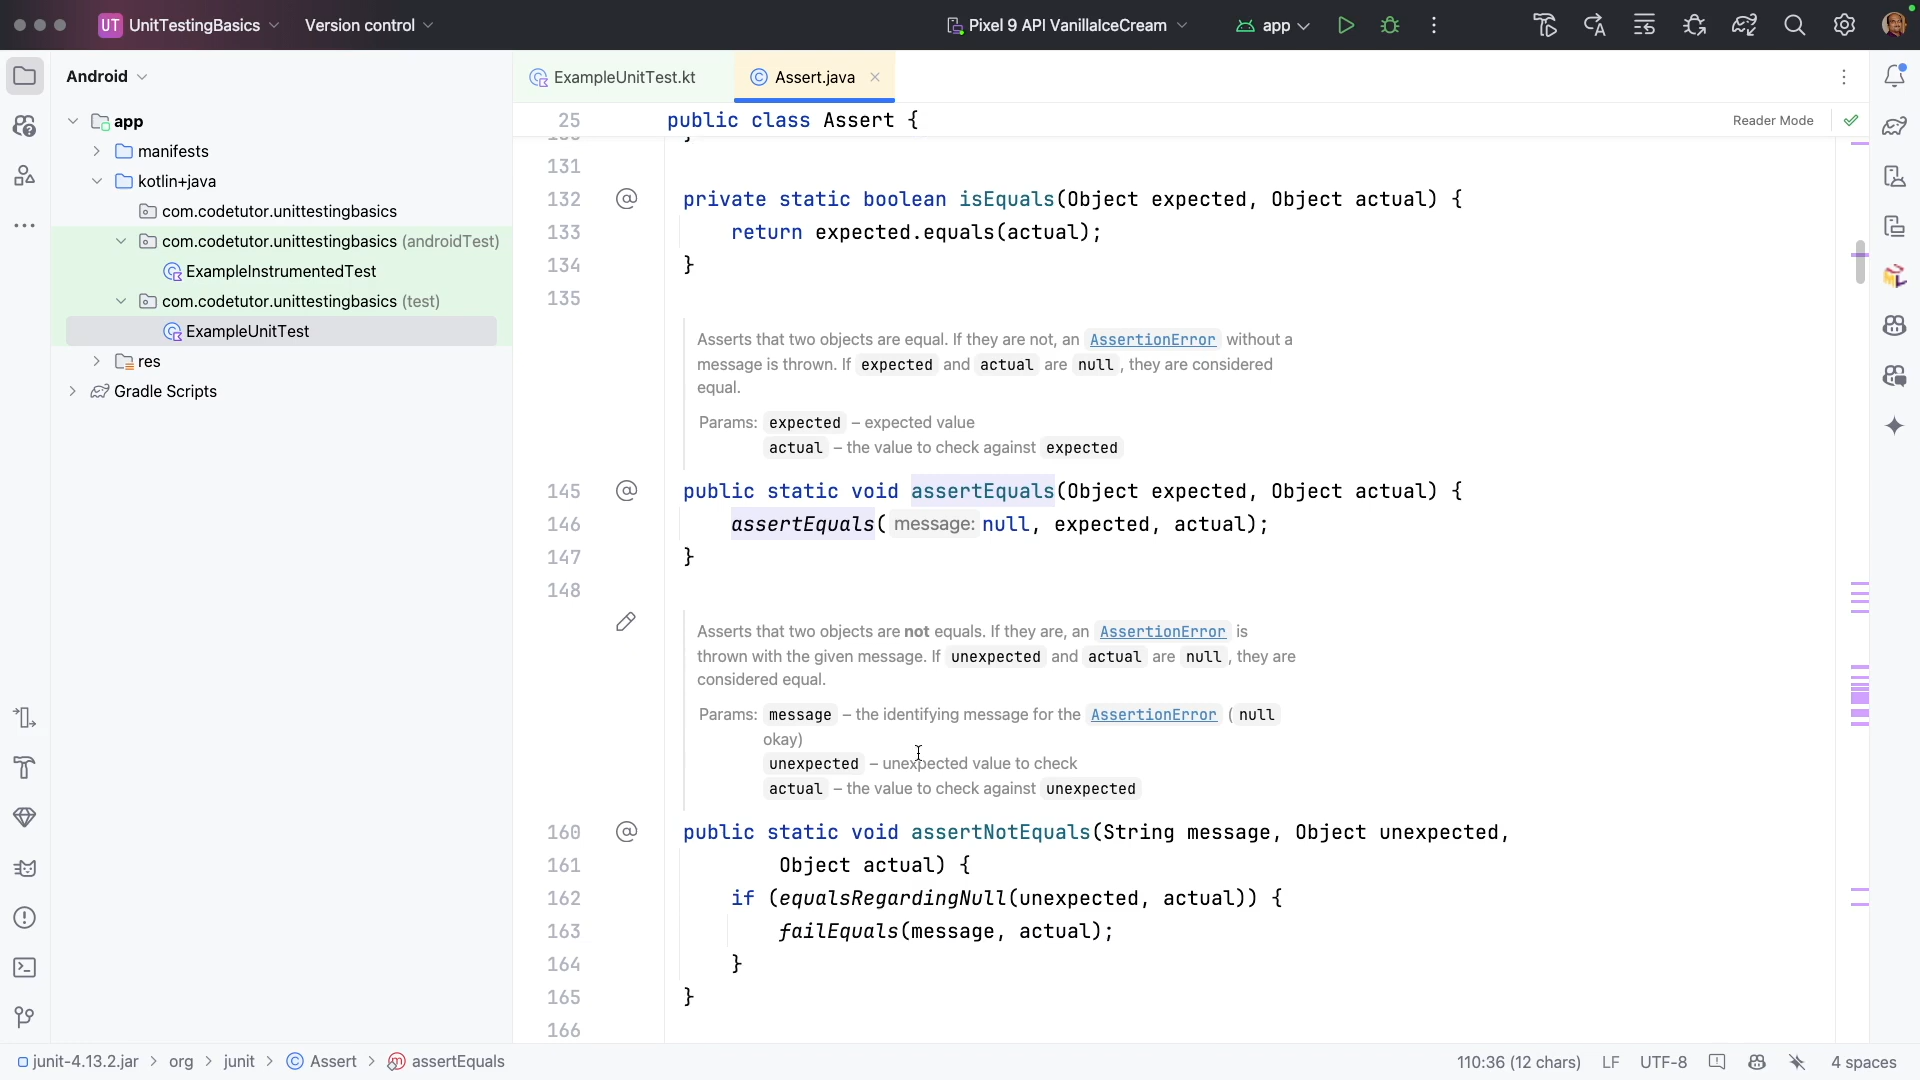 UT UnitTestingBasics Version control Pixel 9 API VanillaIceCream app
Android
app
manifests
kotlin+java
com.codetutor.unittestingbasics
com.codetutor.unittestingbasics (androidTest)
ExampleInstrumentedTest
com.codetutor.unittestingbasics (test)
ExampleUnitTest
res
Gradle Scripts
ExampleUnitTest.kt Assert.java
25 public class Assert {
Reader Mode
131
132 @ private static boolean isEquals(Object expected, Object actual) {
133 return expected.equals(actual);
134 }
135
Asserts that two objects are equal. If they are not, an AssertionError without a
message is thrown. If expected and actual are null, they are considered
equal.
Params: expected – expected value
actual – the value to check against expected
145 @ public static void assertEquals(Object expected, Object actual) {
146 assertEquals( message: null, expected, actual);
147 }
148
Asserts that two objects are not equals. If they are, an AssertionError is
thrown with the given message. If unexpected and actual are null, they are
considered equal.
Params: message – the identifying message for the AssertionError ( null
okay)
unexpected – unexpected value to check
actual – the value to check against unexpected
160 @ public static void assertNotEquals(String message, Object unexpected,
161 Object actual) {
162 if (equalsRegardingNull(unexpected, actual)) {
163 failEquals(message, actual);
164 }
165 }
166
junit-4.13.2.jar > org > junit > Assert > assertEquals 110:36 (12 chars) LF UTF-8 4 spaces